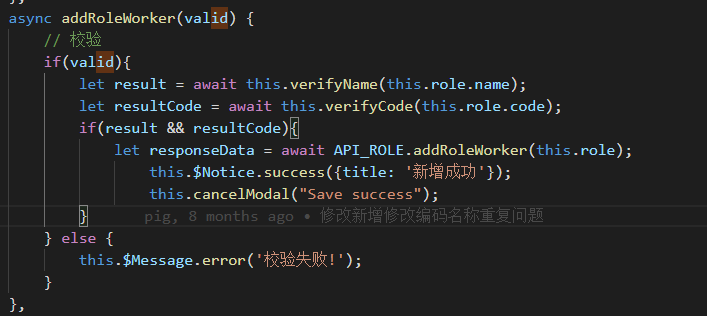 async addRoleWorker(valid) {
// 校验
if(valid){
let result = await this.verifyName(this.role.name);
let resultCode = await this.verifyCode(this.role.code);
if(result && resultCode){
let responseData = await API_ROLE.addRoleWorker(this.role);
this.$Notice.success({title: '新增成功'});
this.cancelModal("Save success");
} pig, 8 months ago • 修改新增修改编码名称重复问题
} else {
this.$Message.error('校验失败!');
}
},